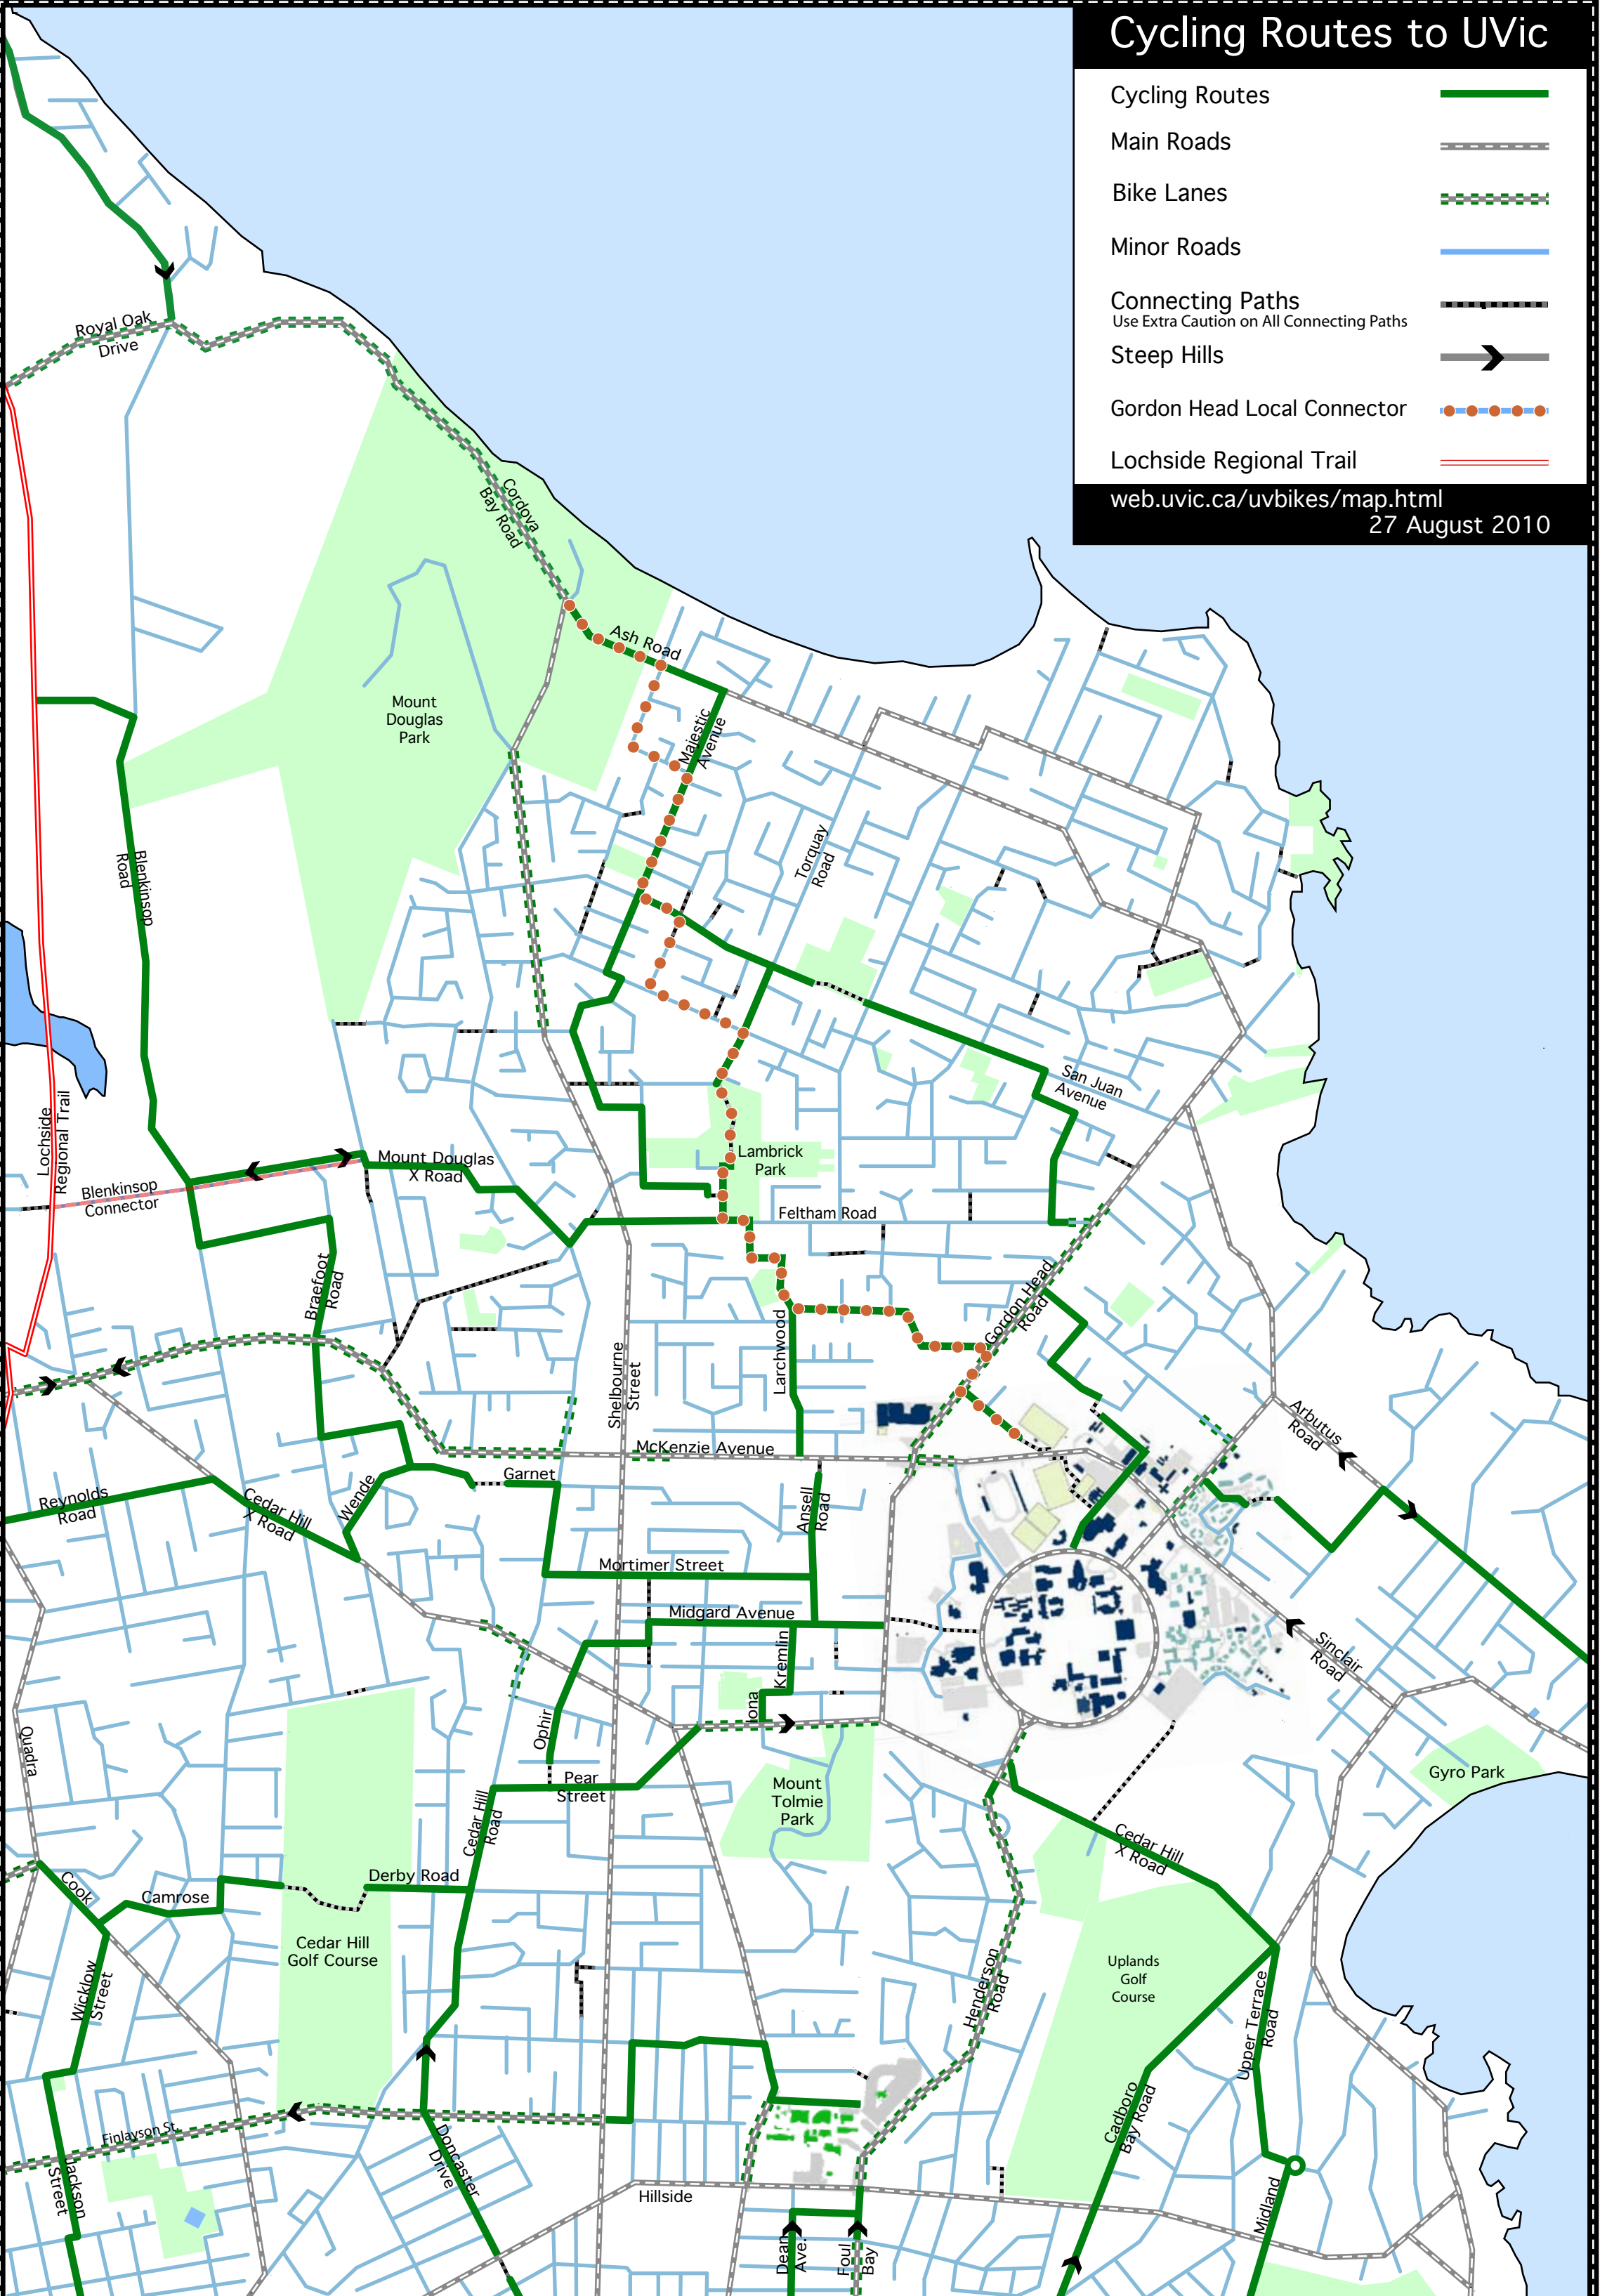 Cycling Routes to UVic
Cycling Routes
Main Roads
Bike Lanes
Minor Roads
Connecting Paths
Use Extra Caution on All Connecting Paths
Steep Hills
Gordon Head Local Connector
Lochside Regional Trail
web.uvic.ca/uvbikes/map.html
27 August 2010
Royal Oak
Drive
Cordova
Bay Road
Ash Road
Mount
Douglas
Park
Majestic
Avenue
Torquay
Road
Blenkinsop
Road
San Juan
Avenue
Lochside
Regional Trail
Mount Douglas
X Road
Lambrick
Park
Blenkinsop
Connector
Feltham Road
Braefoot
Road
Gordon Head
Road
Larchwood
Shelbourne
Street
Arbutus
Road
McKenzie Avenue
Garnet
Wende
Reynolds
Road
Cedar Hill
X Road
Ansell
Road
Mortimer Street
Midgard Avenue
Kremlin
Sinclair
Road
Iona
Ophir
Quadra
Pear
Street
Mount
Tolmie
Park
Gyro Park
Cedar Hill
Road
Cedar Hill
X Road
Derby Road
Cook
Camrose
Cedar Hill
Golf Course
Uplands
Golf
Course
Wicklow
Street
Henderson
Road
Upper Terrace
Road
Cadboro
Bay Road
Finlayson St.
Doncaster
Drive
Jackson
Street
Hillside
Midland
Dean
Ave.
Foul
Bay